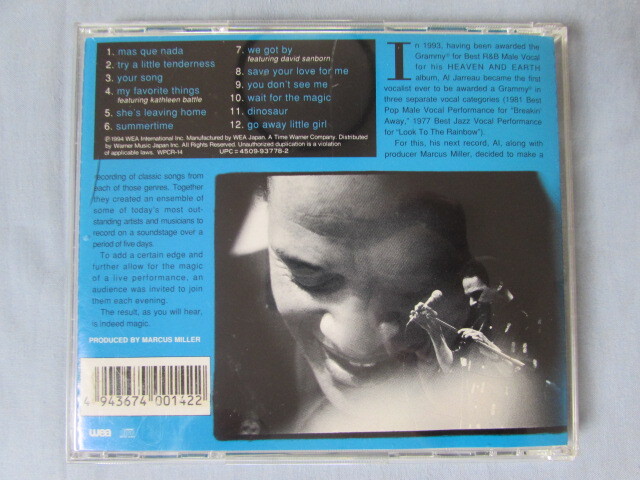 1. mas que nada
2. try a little tenderness
3. your song
4. my favorite things
featuring kathleen battle
5. she's leaving home
6. summertime
7. we got by
featuring david sanborn
8. save your love for me
9. you don't see me
10. wait for the magic
11. dinosaur
12. go away little girl
℗1994 WEA International Inc. Manufactured by WEA Japan. A Time Warner Company. Distributed
by Warner Music Japan Inc. All Rights Reserved. Unauthorized duplication is a violation
of applicable laws. WPCR-14 UPC: 4509-93778-2
In 1993, having been awarded the
Grammy® for Best R&B Male Vocal
for his HEAVEN AND EARTH
album, Al Jarreau became the first
vocalist ever to be awarded a Grammy® in
three separate vocal categories (1981 Best
Pop Male Vocal Performance for "Breakin'
Away," 1977 Best Jazz Vocal Performance
for "Look To The Rainbow").
For this, his next record, Al, along with
producer Marcus Miller, decided to make a
recording of classic songs from
each of those genres. Together
they created an ensemble of
some of today's most out-
standing artists and musicians to
record on a soundstage over a
period of five days.
To add a certain edge and
further allow for the magic
of a live performance, an
audience was invited to join
them each evening.
The result, as you will hear,
is indeed magic.
PRODUCED BY MARCUS MILLER
4 943674 001422
wea